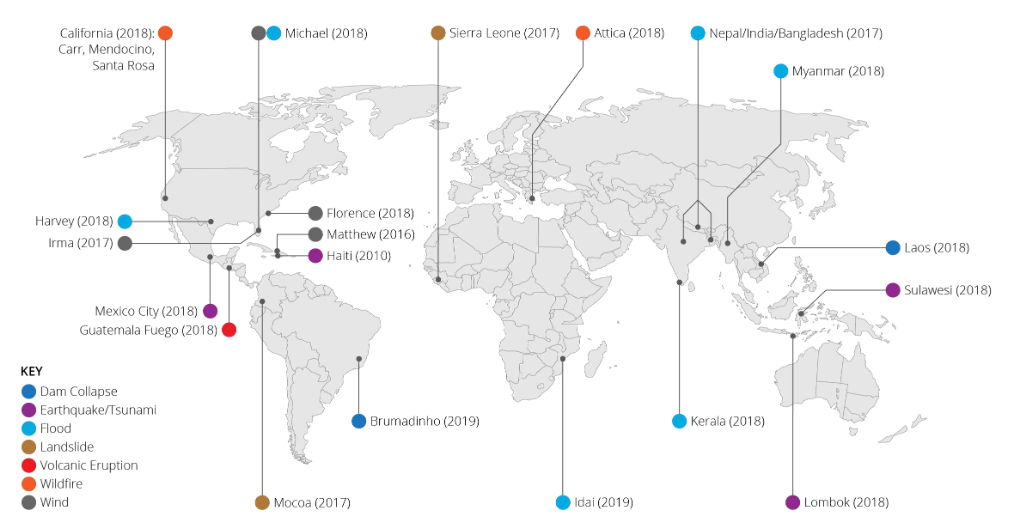 California (2018):
Carr, Mendocino,
Santa Rosa
Michael (2018)
Sierra Leone (2017)
Attica (2018)
Nepal/India/Bangladesh (2017)
Myanmar (2018)
Harvey (2018)
Irma (2017)
Florence (2018)
Matthew (2016)
Haiti (2010)
Laos (2018)
Sulawesi (2018)
Mexico City (2018)
Guatemala Fuego (2018)
KEY
Dam Collapse
Earthquake/Tsunami
Flood
Landslide
Volcanic Eruption
Wildfire
Wind
Brumadinho (2019)
Kerala (2018)
Mocoa (2017)
Idai (2019)
Lombok (2018)